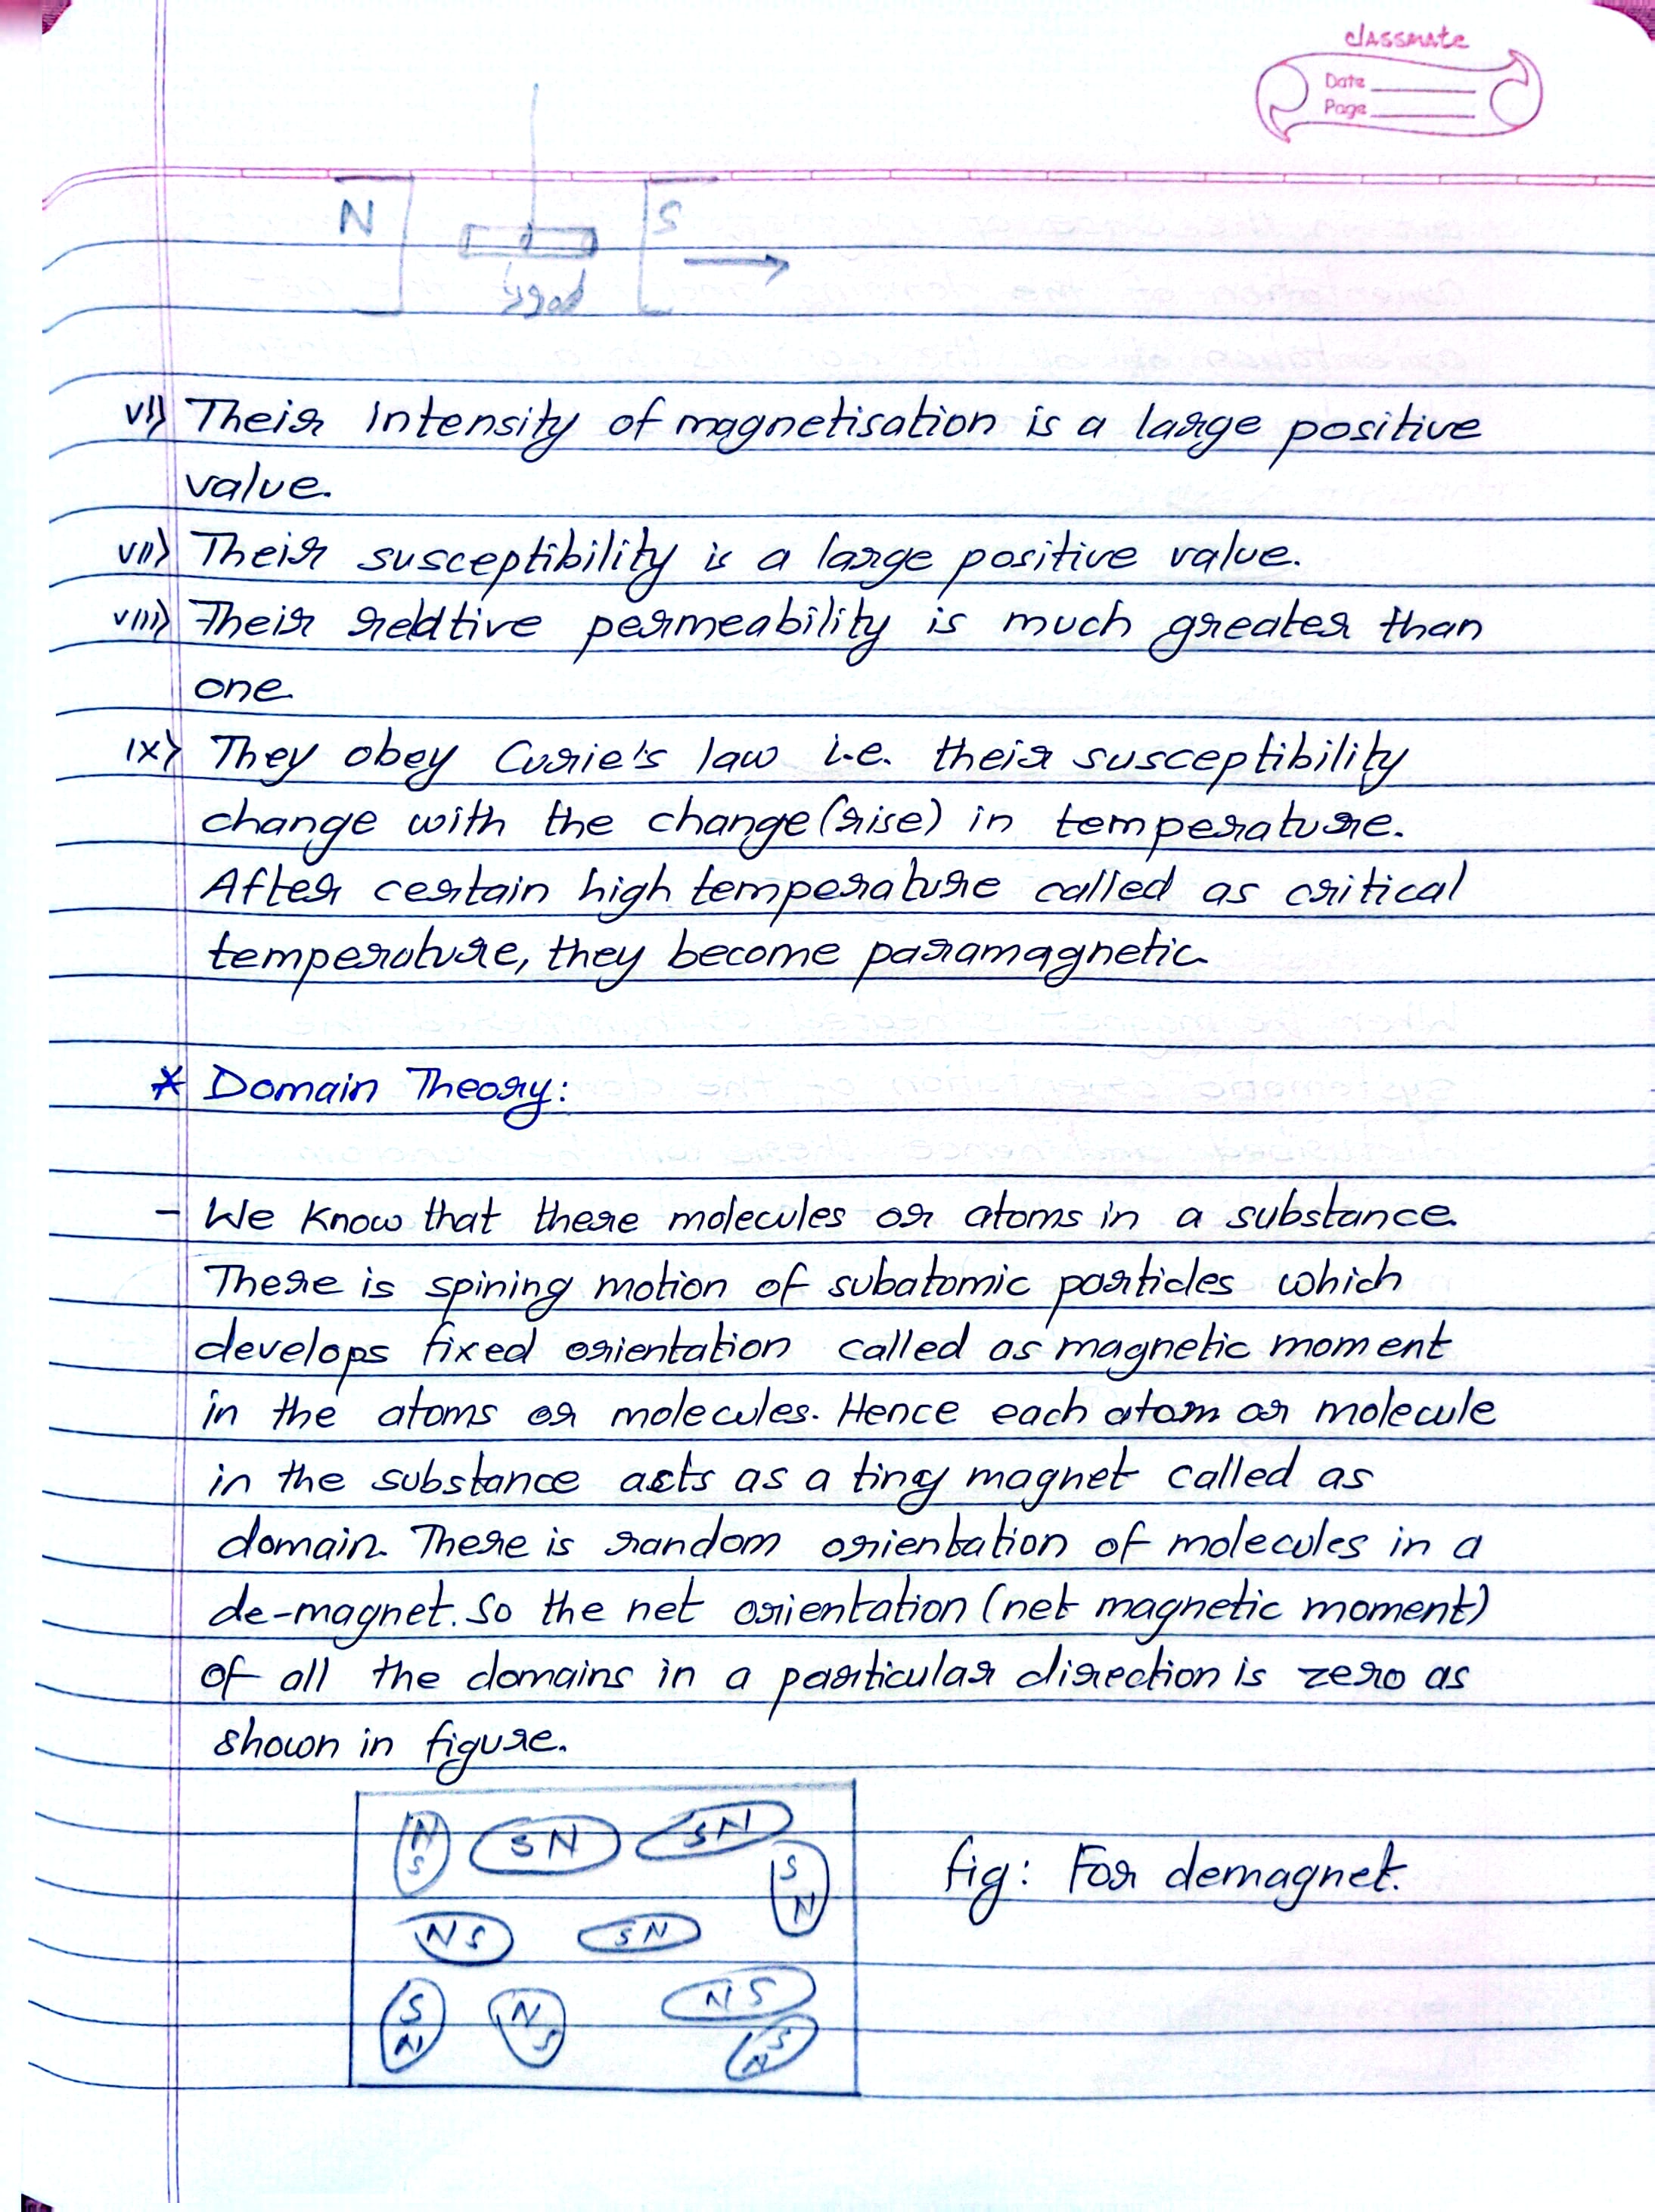 classmate
Date
Page
N S
rod
vi) Their Intensity of magnetisation is a large positive
value.
vii) Their susceptibility is a large positive value.
viii) Their relative permeability is much greater than
one.
ix) They obey Curie's law i.e. their susceptibility
change with the change (rise) in temperature.
After certain high temperature called as critical
temperature, they become paramagnetic
* Domain Theory:
- We know that there molecules or atoms in a substance.
There is spining motion of subatomic particles which
develops fixed orientation called as magnetic moment
in the atoms or molecules. Hence each atom or molecule
in the substance acts as a tiny magnet called as
domain. There is random orientation of molecules in a
de-magnet. So the net orientation (net magnetic moment)
of all the domains in a particular direction is zero as
shown in figure.
N S
S N
S N
S N
fig: For demagnet.
N S
S N
S N
N S
N S
S N